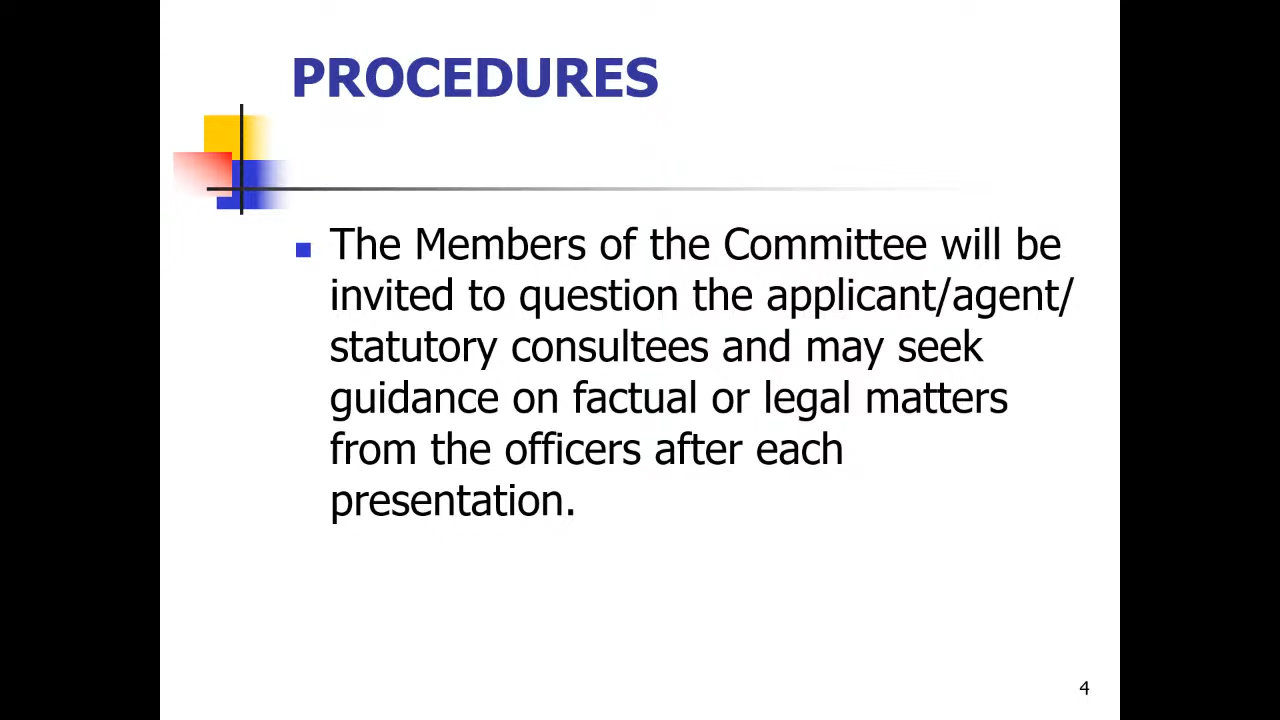 PROCEDURES
The Members of the Committee will be
invited to question the applicant/agent/
statutory consultees and may seek
guidance on factual or legal matters
from the officers after each
presentation.
4